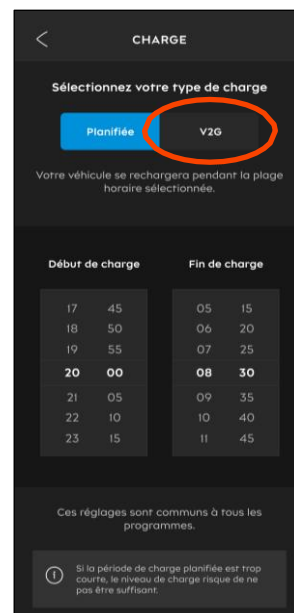 CHARGE
Sélectionnez votre type de charge
Planifiée V2G
Votre véhicule se rechargera pendant la plage
horaire sélectionnée.
Début de charge Fin de charge
17 45 05 15
18 50 06 20
19 55 07 25
20 00 08 30
21 05 09 35
22 10 10 40
23 15 11 45
Ces réglages sont communs à tous les
programmes.
Si la période de charge planifiée est trop
courte, le niveau de charge risque de ne
pas être suffisant.